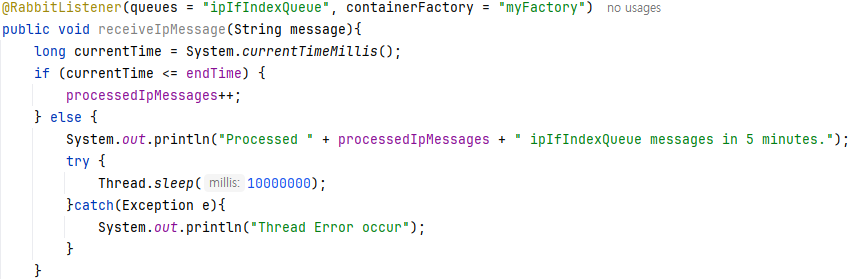 @RabbitListener(queues = "ipIfIndexQueue", containerFactory = "myFactory") no usages
public void receiveIpMessage(String message){
    long currentTime = System.currentTimeMillis();
    if (currentTime <= endTime) {
        processedIpMessages++;
    } else {
        System.out.println("Processed " + processedIpMessages + " ipIfIndexQueue messages in 5 minutes.");
        try {
            Thread.sleep( millis: 10000000);
        }catch(Exception e){
            System.out.println("Thread Error occur");
        }
    }